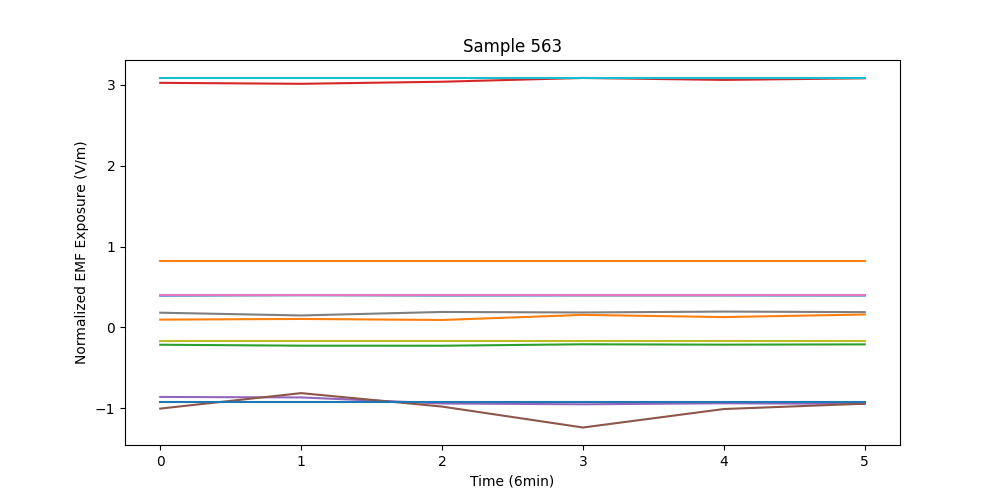 Sample 563
Normalized EMF Exposure (V/m)
3
2
1
0
−1
0 1 2 3 4 5
Time (6min)